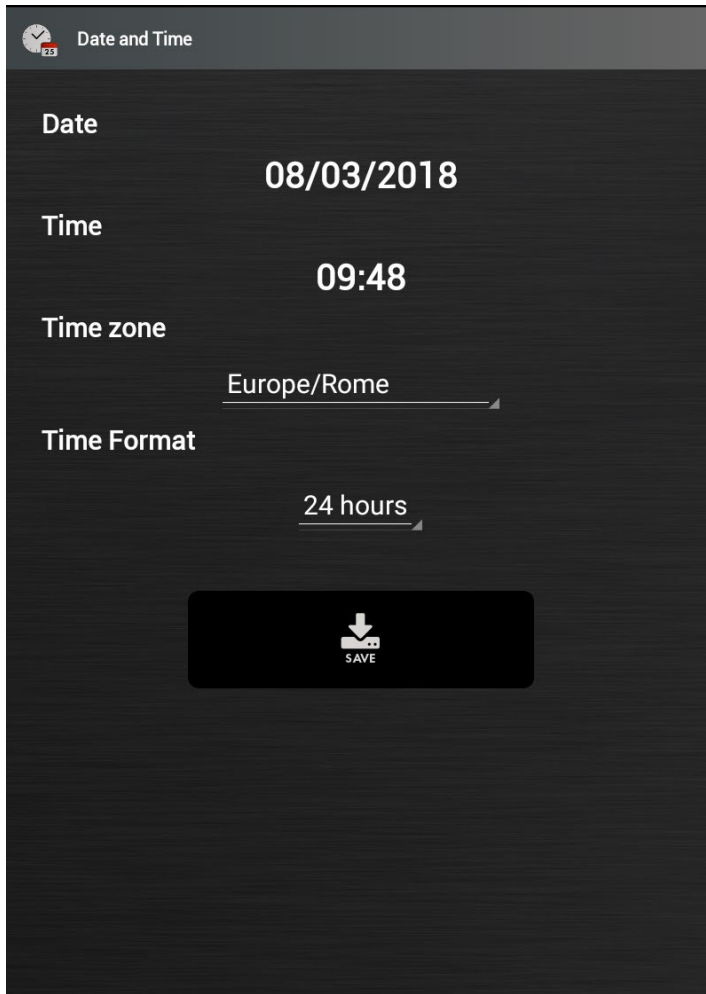 Date and Time
25
Date
08/03/2018
Time
09:48
Time zone
Europe/Rome
Time Format
24 hours
SAVE